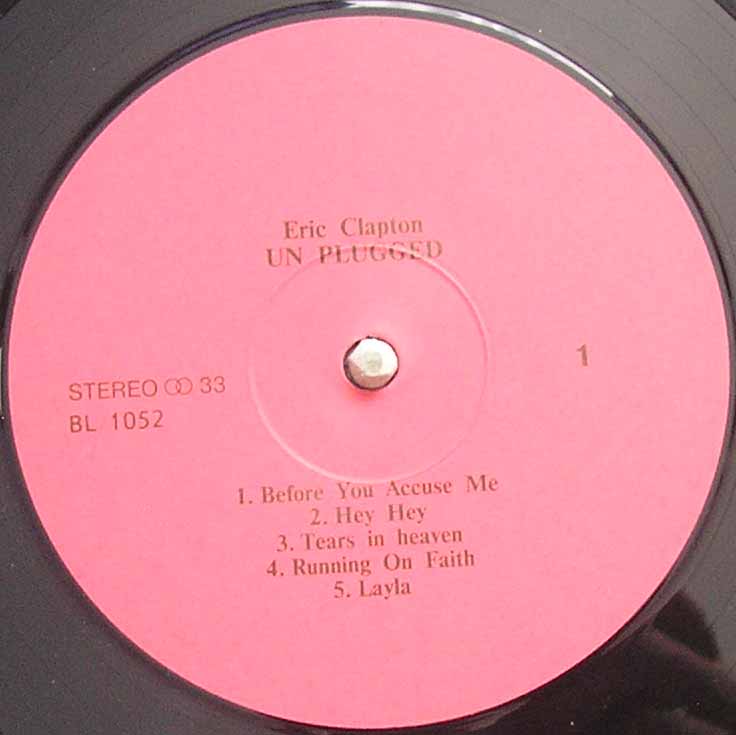 Eric Clapton
UN PLUGGED
1
STEREO 33
BL 1052
1. Before You Accuse Me
2. Hey Hey
3. Tears in heaven
4. Running On Faith
5. Layla